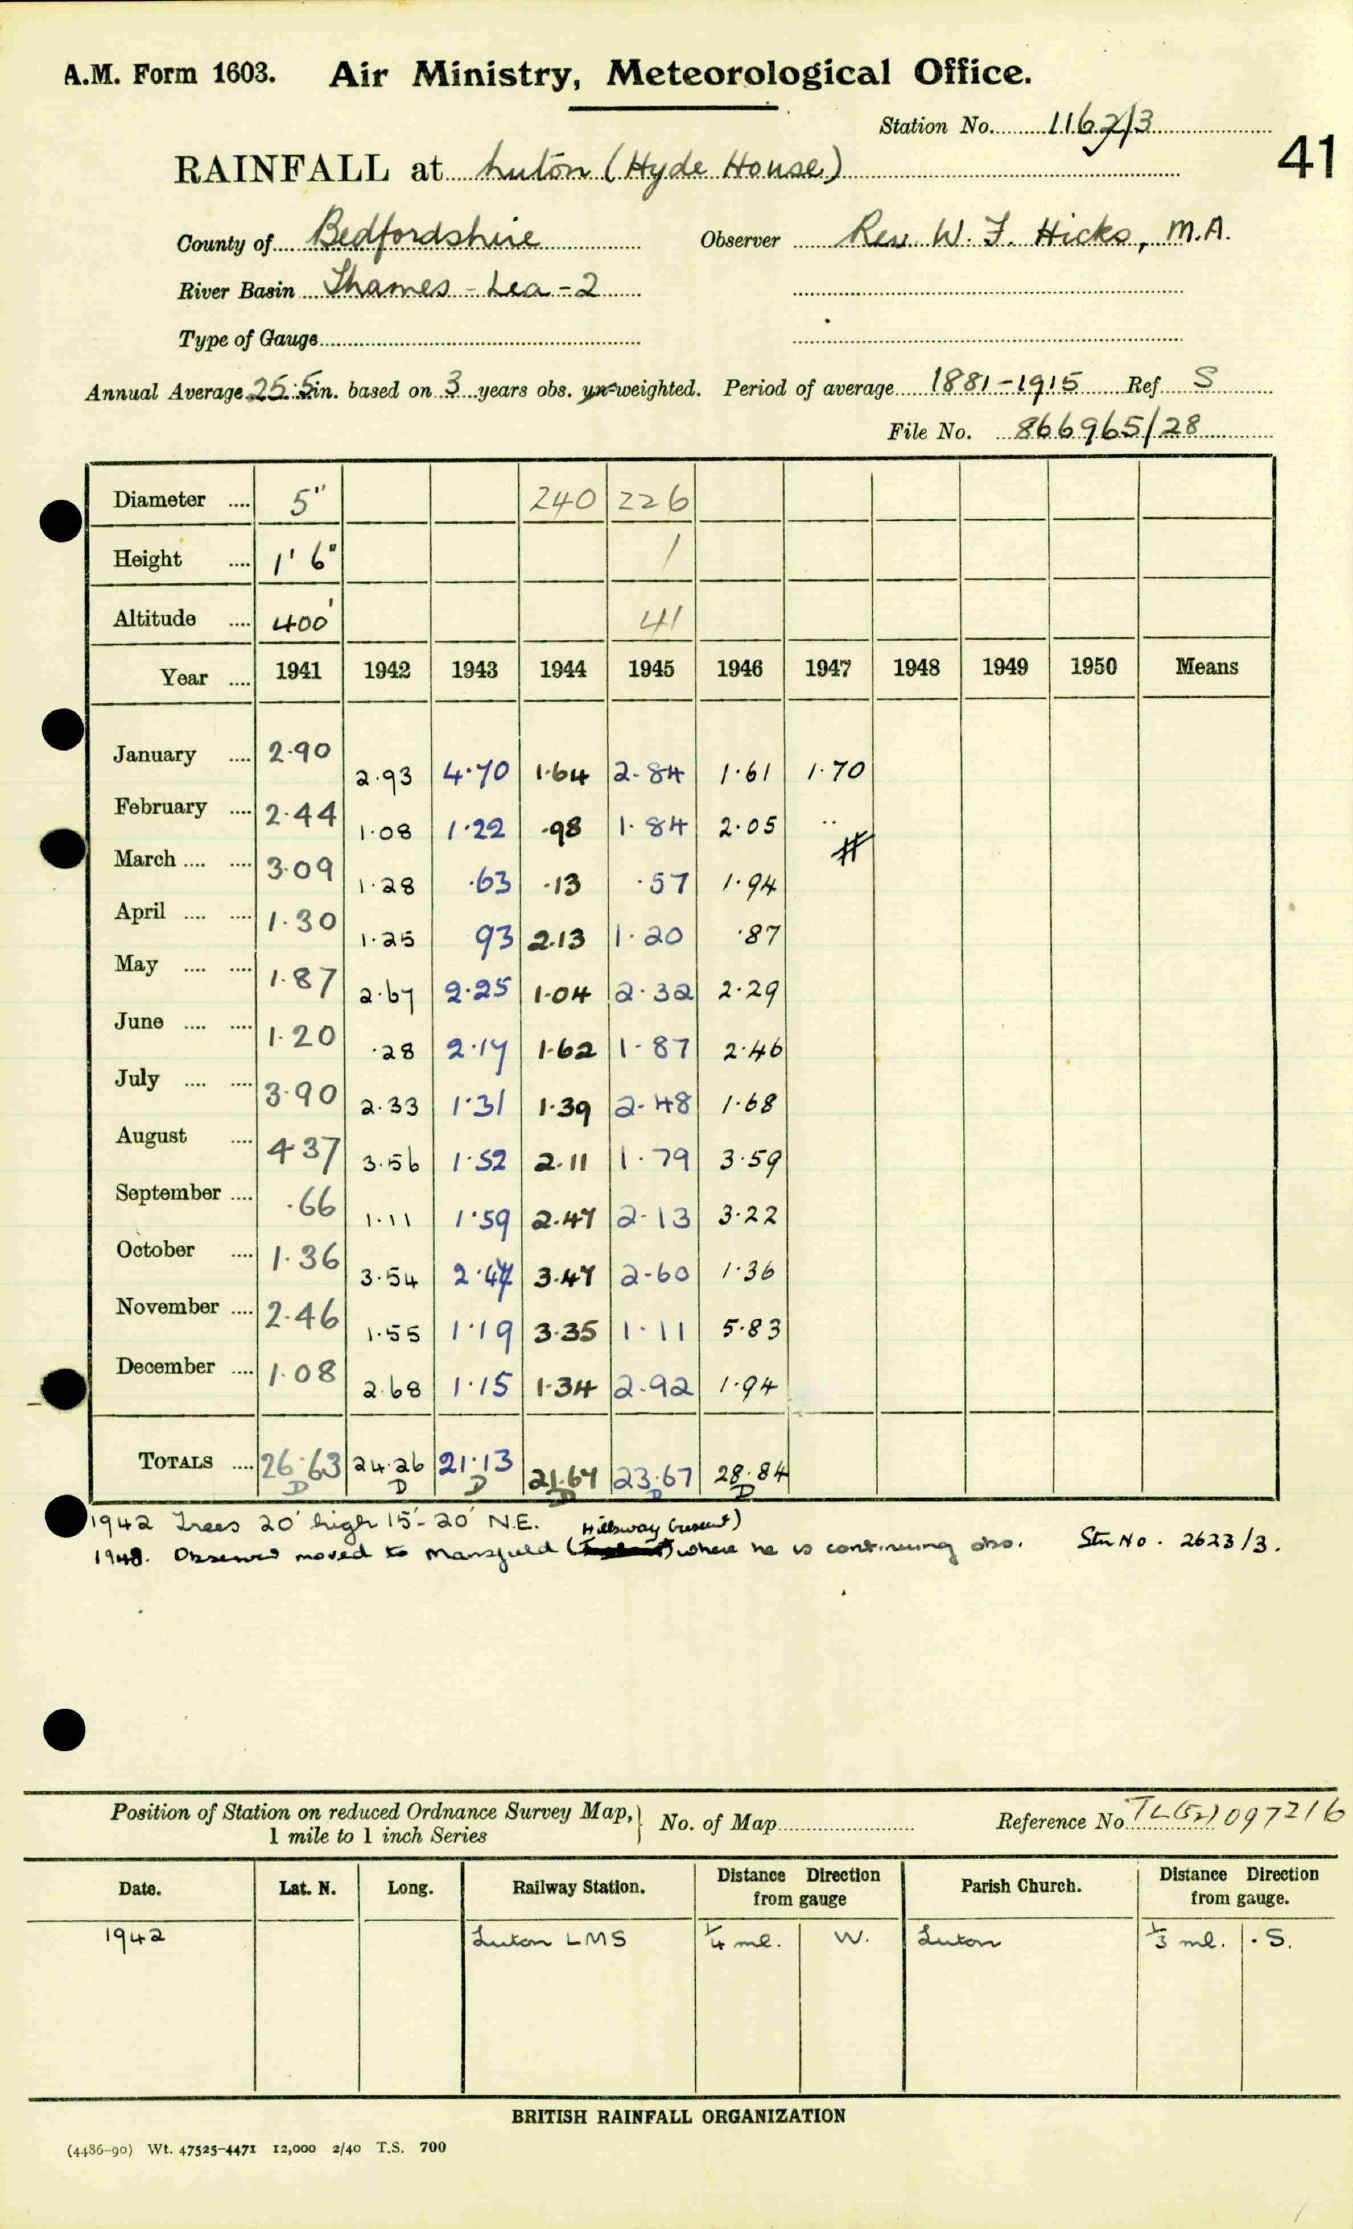 A.M. Form 1603. Air Ministry, Meteorological Office.
Station No. 1162/3
41
RAINFALL at Luton (Hyde House)
County of Bedfordshire Observer Rev. W. F. Hicks, M.A.
River Basin Thames - Lea - 2
Type of Gauge
Annual Average 25.5 in. based on 3 years obs. un-weighted. Period of average 1881-1915 Ref S
File No. 866965/28
Diameter .... 5" 240 226
Height .... 1' 6" 1
Altitude .... 400' 41
Year .... 1941 1942 1943 1944 1945 1946 1947 1948 1949 1950 Means
January .... 2.90 2.93 4.70 1.64 2.84 1.61 1.70
February .... 2.44 1.08 1.22 .98 1.84 2.05 ..
March .... .... 3.09 1.28 .63 .13 .57 1.94
April .... .... 1.30 1.25 93 2.13 1.20 .87
May .... .... 1.87 2.67 2.25 1.04 2.32 2.29
June .... .... 1.20 .28 2.17 1.62 1.87 2.46
July .... .... 3.90 2.33 1.31 1.39 2.48 1.68
August .... 4.37 3.56 1.52 2.11 1.79 3.59
September .... .66 1.11 1.59 2.47 2.13 3.22
October .... 1.36 3.54 2.47 3.47 2.60 1.36
November .... 2.46 1.55 1.19 3.35 1.11 5.83
December .... 1.08 2.68 1.15 1.34 2.92 1.94
TOTALS .... 26.63 24.26 21.13 21.67 23.67 28.84
D D D D D D
1942 Trees 20' high 15'-20' N.E.
Hillsway Crescent)
1948. Observer moved to Mansfield ( where he is continuing obs. Stn No. 2623/3.
Position of Station on reduced Ordnance Survey Map,} No. of Map Reference No. TL(52) 097216
1 mile to 1 inch Series
Date. Lat. N. Long. Railway Station. Distance Direction from gauge Parish Church. Distance Direction from gauge.
1942 Luton LMS 1/4 ml. W. Luton 1/3 ml. S.
BRITISH RAINFALL ORGANIZATION
(4486-90) Wt. 47525-4471 12,000 2/40 T.S. 700